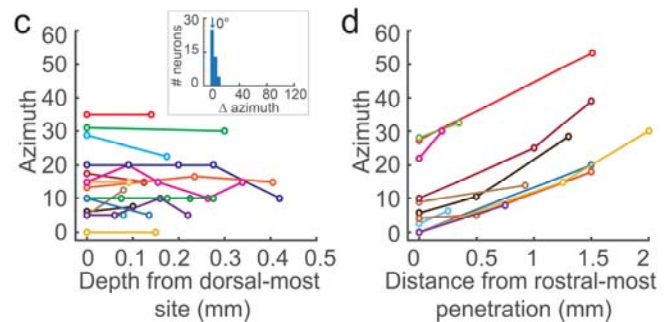 c
60
50
40
30
20
10
0
Azimuth
0 0.1 0.2 0.3 0.4 0.5
Depth from dorsal-most
site (mm)
30
15
0
# neurons
0°
0 40 80 120
Δ azimuth
d
60
50
40
30
20
10
0
Azimuth
0 0.5 1 1.5 2
Distance from rostral-most
penetration (mm)